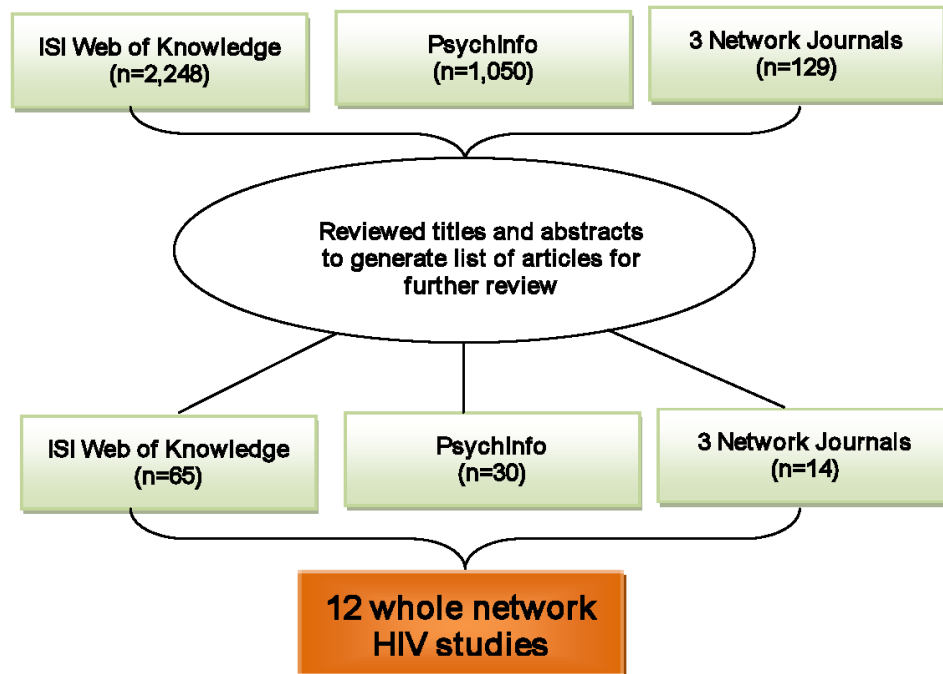 ISI Web of Knowledge
(n=2,248)
PsychInfo
(n=1,050)
3 Network Journals
(n=129)
Reviewed titles and abstracts
to generate list of articles for
further review
ISI Web of Knowledge
(n=65)
PsychInfo
(n=30)
3 Network Journals
(n=14)
12 whole network
HIV studies